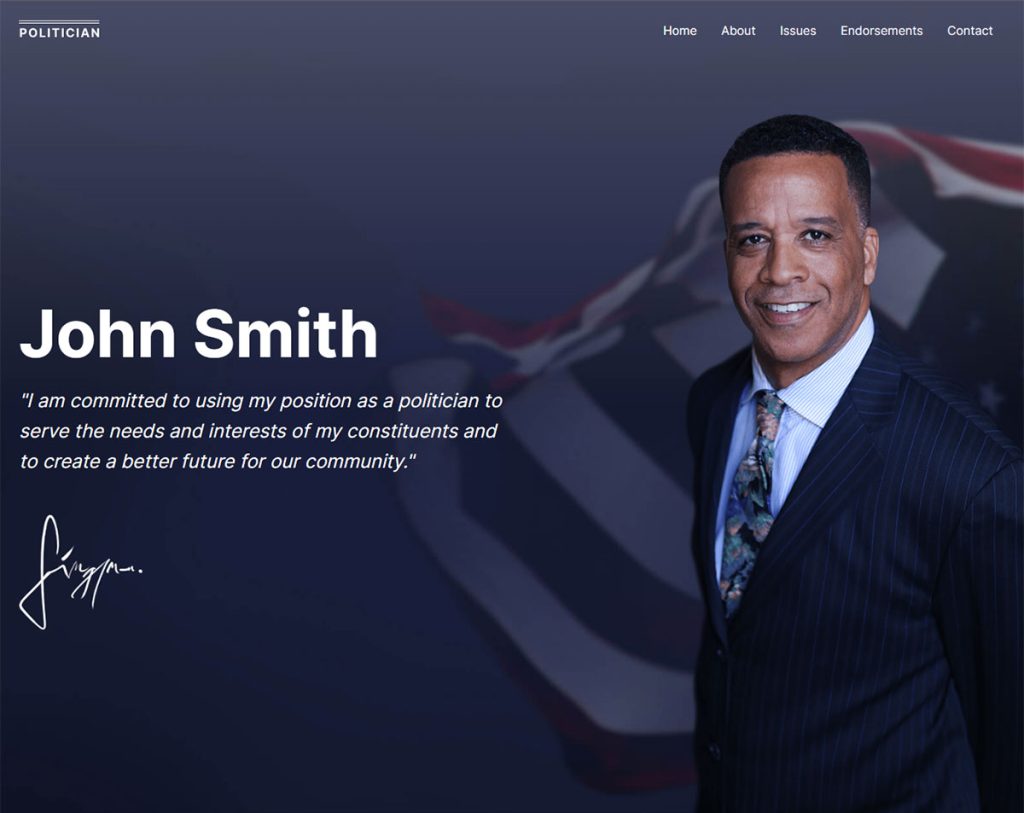 POLITICIAN
Home About Issues Endorsements Contact
John Smith
"I am committed to using my position as a politician to
serve the needs and interests of my constituents and
to create a better future for our community."